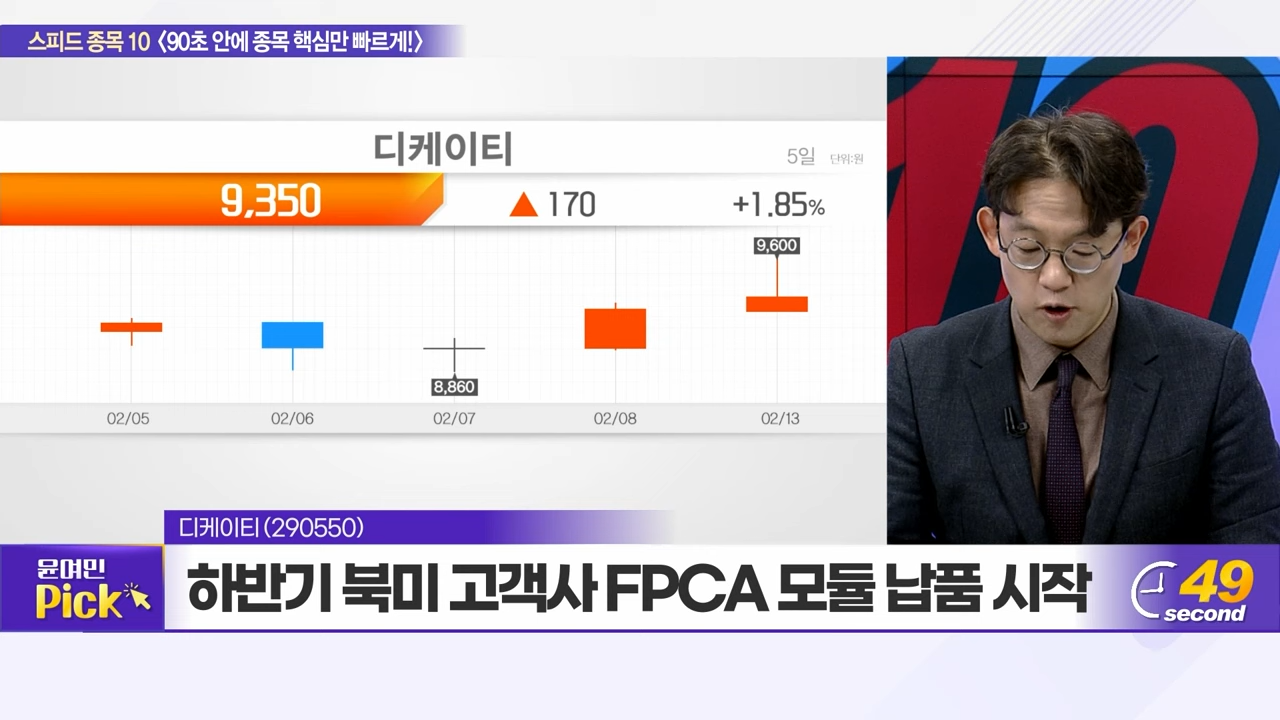 스피드 종목 10 〈90초 안에 종목 핵심만 빠르게!〉
디케이티
5일 단위:원
9,350 ▲ 170 +1.85%
9,600
8,860
02/05 02/06 02/07 02/08 02/13
10
디케이티(290550)
윤여민
Pick
하반기 북미 고객사 FPCA 모듈 납품 시작
49
second